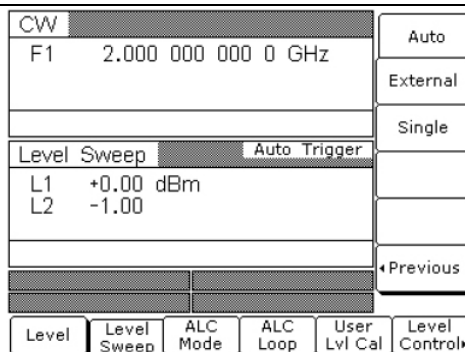 CW
F1 2.000 000 000 0 GHz
Level Sweep Auto Trigger
L1 +0.00 dBm
L2 -1.00
Auto
External
Single
Previous
Level
Level Sweep
ALC Mode
ALC Loop
User Lvl Cal
Level Control